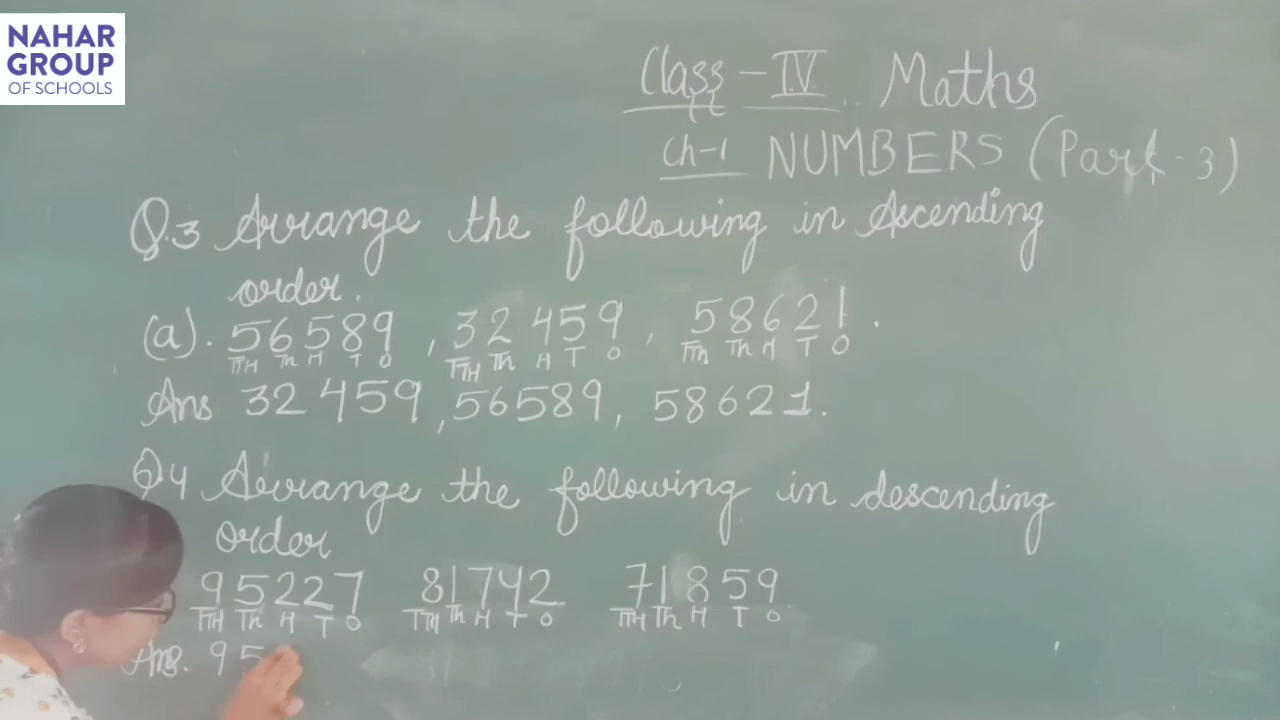 NAHAR
GROUP
OF SCHOOLS
Class - IV Maths
Ch-1 NUMBERS (Part - 3)
Q.3 Arrange the following in Ascending
order.
(a). 56589 , 32459 , 58621 .
TTH Th H T O TTH Th H T O TTh Th H T O
Ans 32459 , 56589 , 58621 .
Q4 Arrange the following in descending
order
95227 81742 71859
TTH Th H T O TTH Th H T O TTH Th H T O
Ans. 95